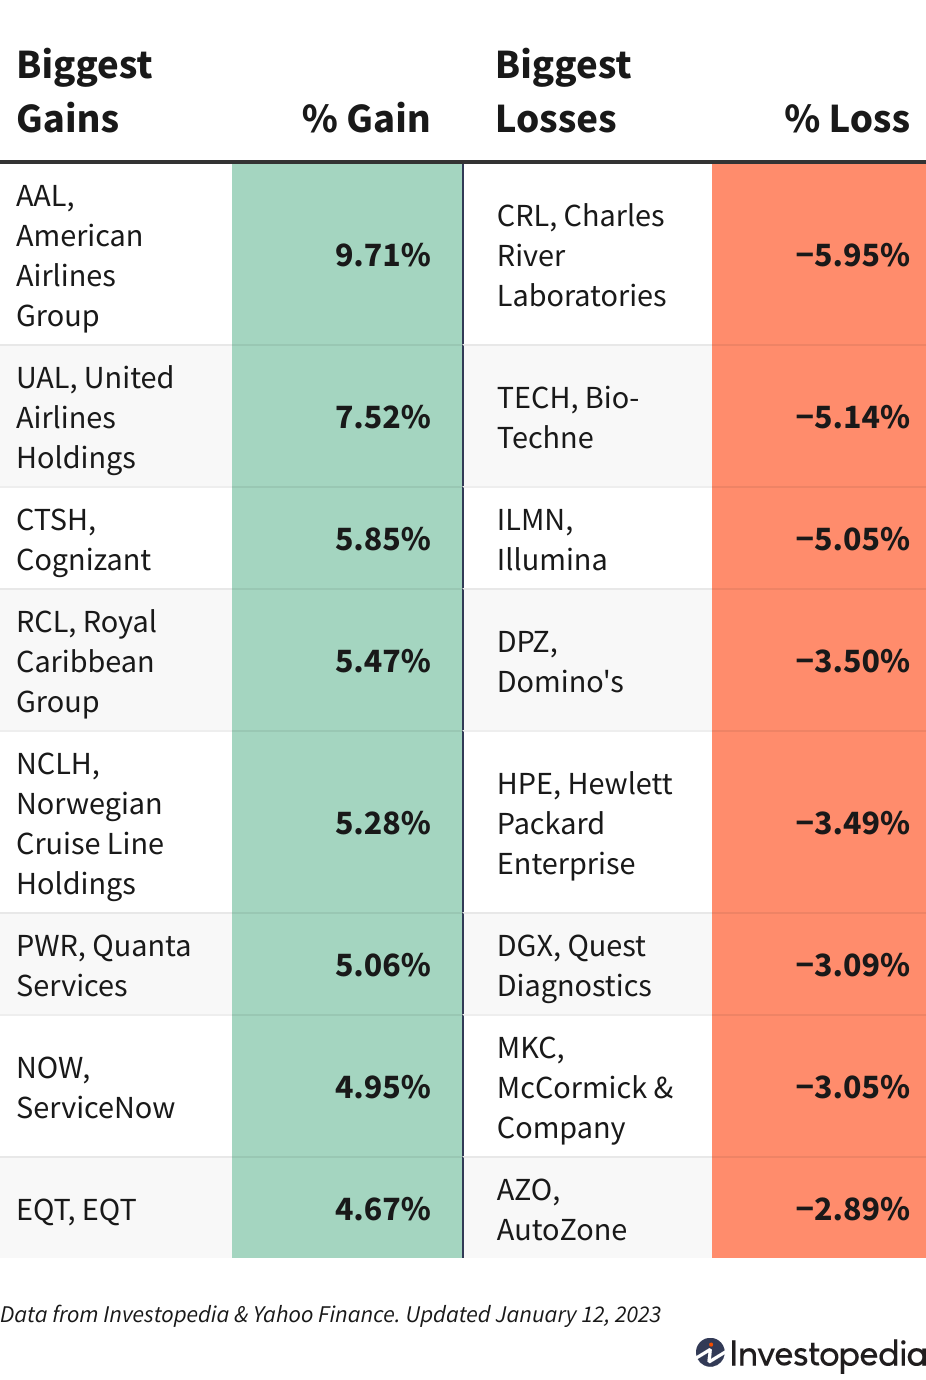 Biggest
Gains
% Gain
Biggest
Losses
% Loss
AAL,
American
Airlines
Group
9.71%
CRL, Charles
River
Laboratories
−5.95%
UAL, United
Airlines
Holdings
7.52%
TECH, Bio-
Techne
−5.14%
CTSH,
Cognizant
5.85%
ILMN,
Illumina
−5.05%
RCL, Royal
Caribbean
Group
5.47%
DPZ,
Domino's
−3.50%
NCLH,
Norwegian
Cruise Line
Holdings
5.28%
HPE, Hewlett
Packard
Enterprise
−3.49%
PWR, Quanta
Services
5.06%
DGX, Quest
Diagnostics
−3.09%
NOW,
ServiceNow
4.95%
MKC,
McCormick &
Company
−3.05%
EQT, EQT
4.67%
AZO,
AutoZone
−2.89%
Data from Investopedia & Yahoo Finance. Updated January 12, 2023
Investopedia